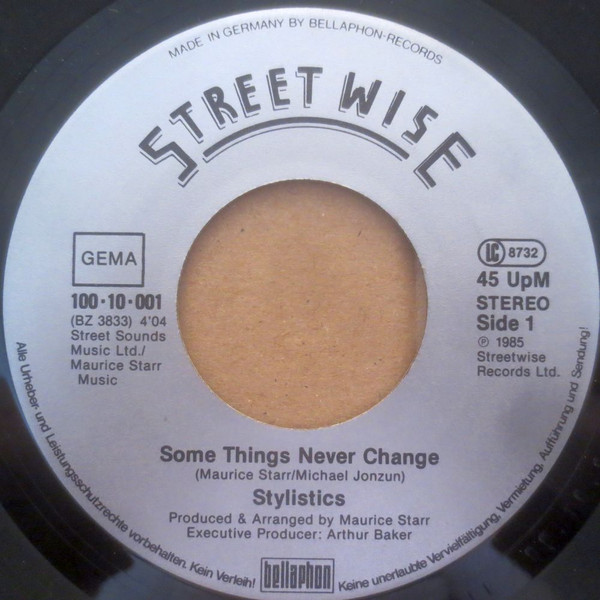 MADE IN GERMANY BY BELLAPHON-RECORDS
STREETWISE
GEMA
100·10·001
(BZ 3833) 4'04
Street Sounds
Music Ltd./
Maurice Starr
Music
LC 8732
45 UpM
STEREO
Side 1
℗ 1985
Streetwise
Records Ltd.
Some Things Never Change
(Maurice Starr/Michael Jonzun)
Stylistics
Produced & Arranged by Maurice Starr
Executive Producer: Arthur Baker
bellaphon
Alle Urheber- und Leistungsschutzrechte vorbehalten. Kein Verleih! Keine unerlaubte Vervielfältigung, Vermietung, Aufführung und Sendung!